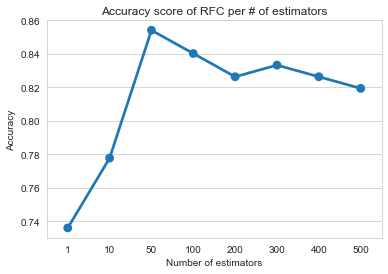 Accuracy score of RFC per # of estimators
0.86
0.84
0.82
0.80
0.78
0.76
0.74
Accuracy
1 10 50 100 200 300 400 500
Number of estimators